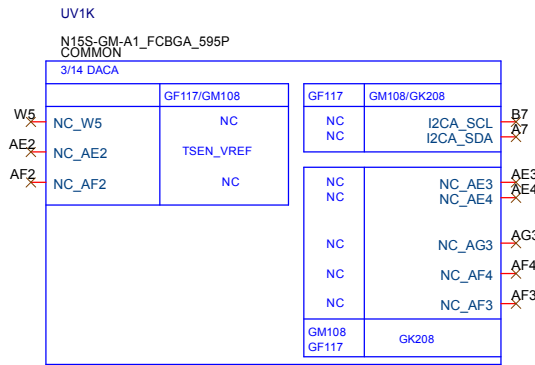 UV1K
N15S-GM-A1_FCBGA_595P
COMMON
3/14 DACA
GF117/GM108
GF117 GM108/GK208
W5 NC_W5 NC
NC I2CA_SCL B7
NC I2CA_SDA A7
AE2 NC_AE2 TSEN_VREF
AF2 NC_AF2 NC
NC NC_AE3 AE3
NC NC_AE4 AE4
NC NC_AG3 AG3
NC NC_AF4 AF4
NC NC_AF3 AF3
GM108
GF117
GK208